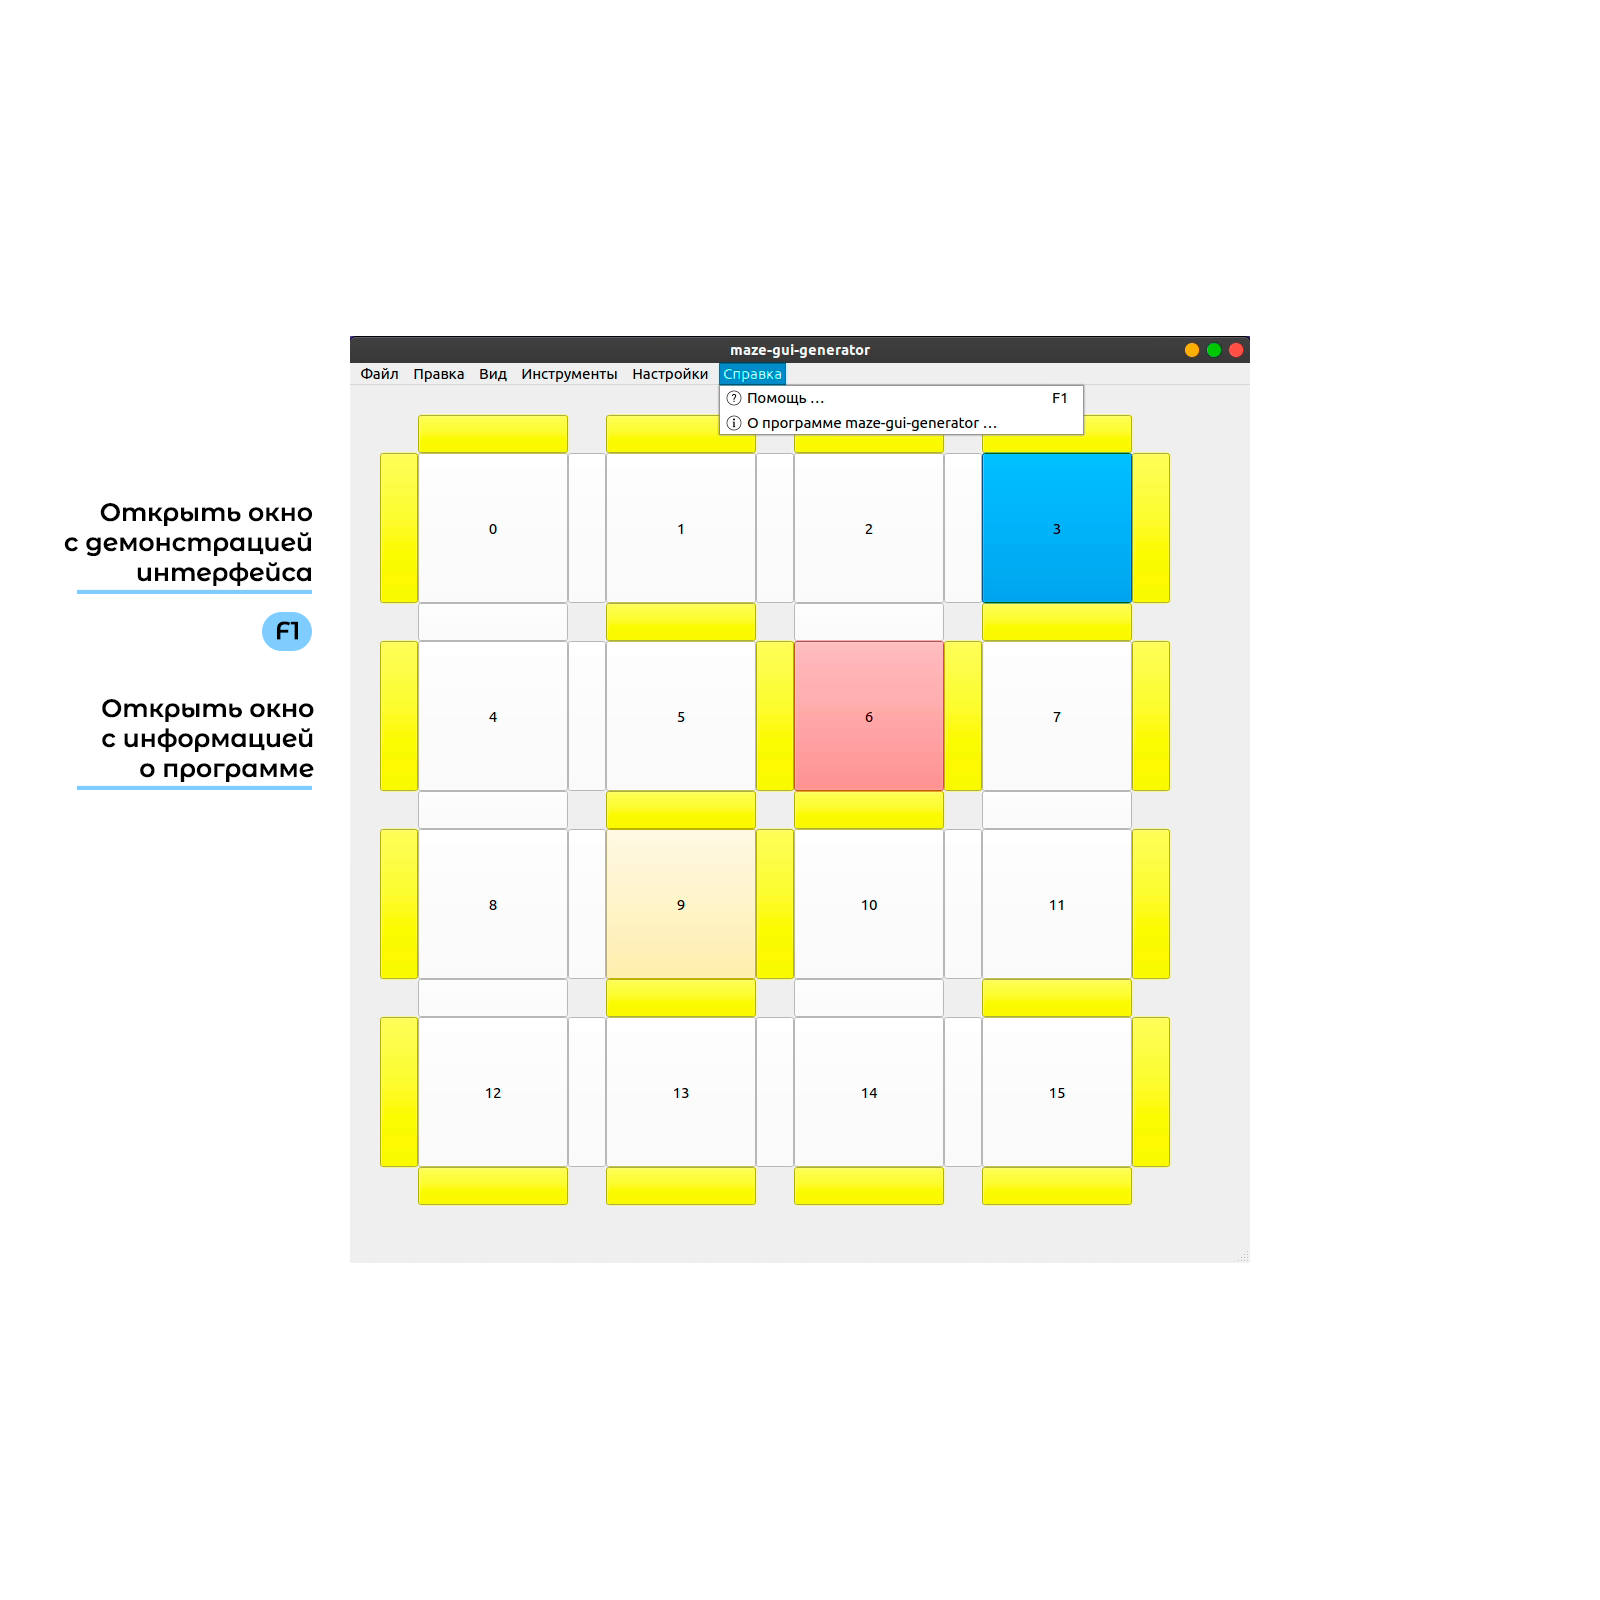 maze-gui-generator
Файл Правка Вид Инструменты Настройки Справка
Помощь ... F1
О программе maze-gui-generator ...
Открыть окно
с демонстрацией
интерфейса
F1
Открыть окно
с информацией
о программе
0 1 2 3
4 5 6 7
8 9 10 11
12 13 14 15